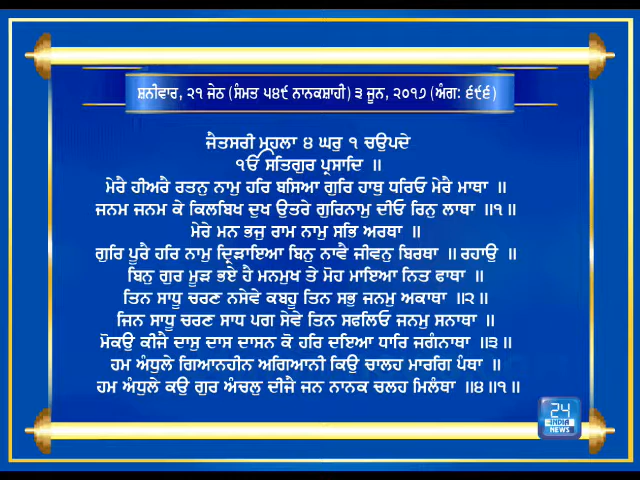 ਸ਼ਨੀਵਾਰ, ੨੧ ਜੇਠ (ਸੰਮਤ ੫੪੯ ਨਾਨਕਸ਼ਾਹੀ) ੩ ਜੂਨ, ੨੦੧੭ (ਅੰਗ: ੬੯੬)
ਜੈਤਸਰੀ ਮਹਲਾ ੪ ਘਰੁ ੧ ਚਉਪਦੇ
ੴ ਸਤਿਗੁਰ ਪ੍ਰਸਾਦਿ ॥
ਮੇਰੈ ਹੀਅਰੈ ਰਤਨੁ ਨਾਮੁ ਹਰਿ ਬਸਿਆ ਗੁਰਿ ਹਾਥੁ ਧਰਿਓ ਮੇਰੈ ਮਾਥਾ ॥
ਜਨਮ ਜਨਮ ਕੇ ਕਿਲਬਿਖ ਦੁਖ ਉਤਰੇ ਗੁਰਿਨਾਮੁ ਦੀਓ ਰਿਨੁ ਲਾਥਾ ॥੧॥
ਮੇਰੇ ਮਨ ਭਜੁ ਰਾਮ ਨਾਮੁ ਸਭਿ ਅਰਥਾ ॥
ਗੁਰਿ ਪੂਰੈ ਹਰਿ ਨਾਮੁ ਦ੍ਰਿੜਾਇਆ ਬਿਨੁ ਨਾਵੈ ਜੀਵਨੁ ਬਿਰਥਾ ॥ ਰਹਾਉ ॥
ਬਿਨੁ ਗੁਰ ਮੂੜ ਭਏ ਹੈ ਮਨਮੁਖ ਤੇ ਮੋਹ ਮਾਇਆ ਨਿਤ ਫਾਥਾ ॥
ਤਿਨ ਸਾਧੂ ਚਰਣ ਨਸੇਵੇ ਕਬਹੂ ਤਿਨ ਸਭੁ ਜਨਮੁ ਅਕਾਥਾ ॥੨॥
ਜਿਨ ਸਾਧੂ ਚਰਣ ਸਾਧ ਪਗ ਸੇਵੇ ਤਿਨ ਸਫਲਿਓ ਜਨਮੁ ਸਨਾਥਾ ॥
ਮੋਕਉ ਕੀਜੈ ਦਾਸੁ ਦਾਸ ਦਾਸਨ ਕੋ ਹਰਿ ਦਇਆ ਧਾਰਿ ਜਗੰਨਾਥਾ ॥੩॥
ਹਮ ਅੰਧੁਲੇ ਗਿਆਨਹੀਨ ਅਗਿਆਨੀ ਕਿਉ ਚਾਲਹ ਮਾਰਗਿ ਪੰਥਾ ॥
ਹਮ ਅੰਧੁਲੇ ਕਉ ਗੁਰ ਅੰਚਲੁ ਦੀਜੈ ਜਨ ਨਾਨਕ ਚਲਹ ਮਿਲੰਥਾ ॥੪॥੧॥
24
INDIA
NEWS